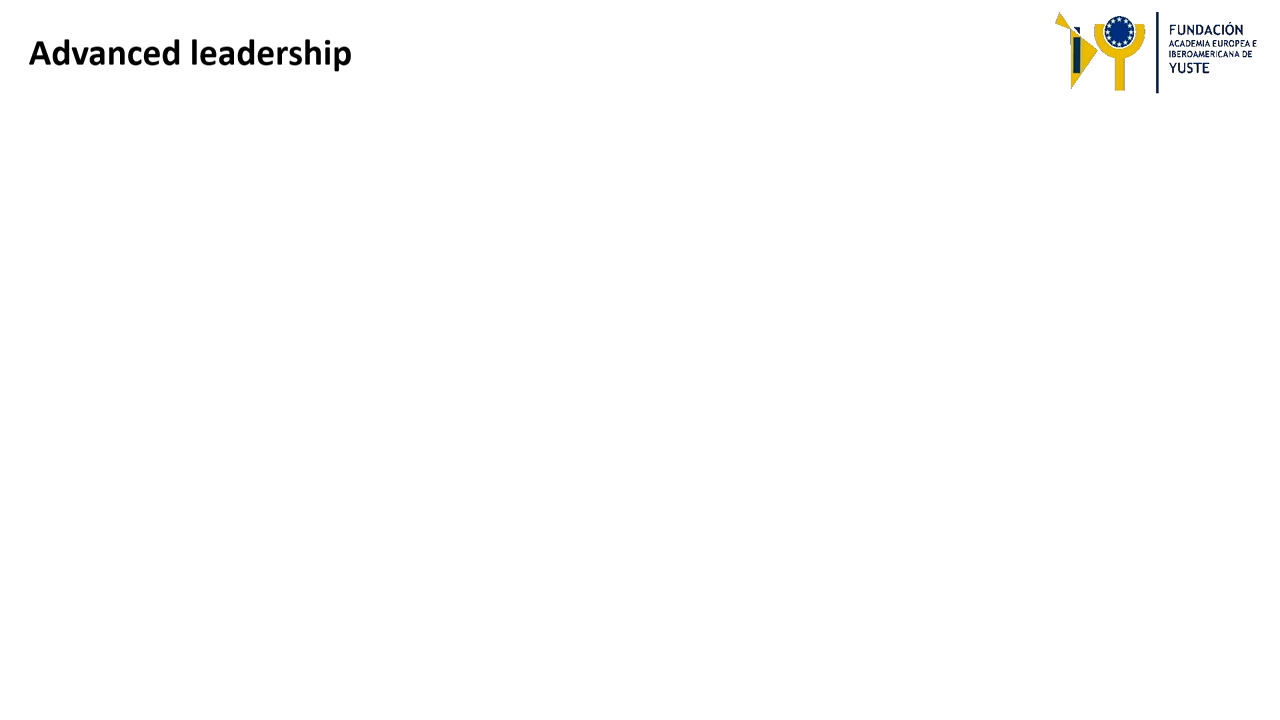 Advanced leadership
FUNDACIÓN
ACADEMIA EUROPEA E
IBEROAMERICANA DE
YUSTE